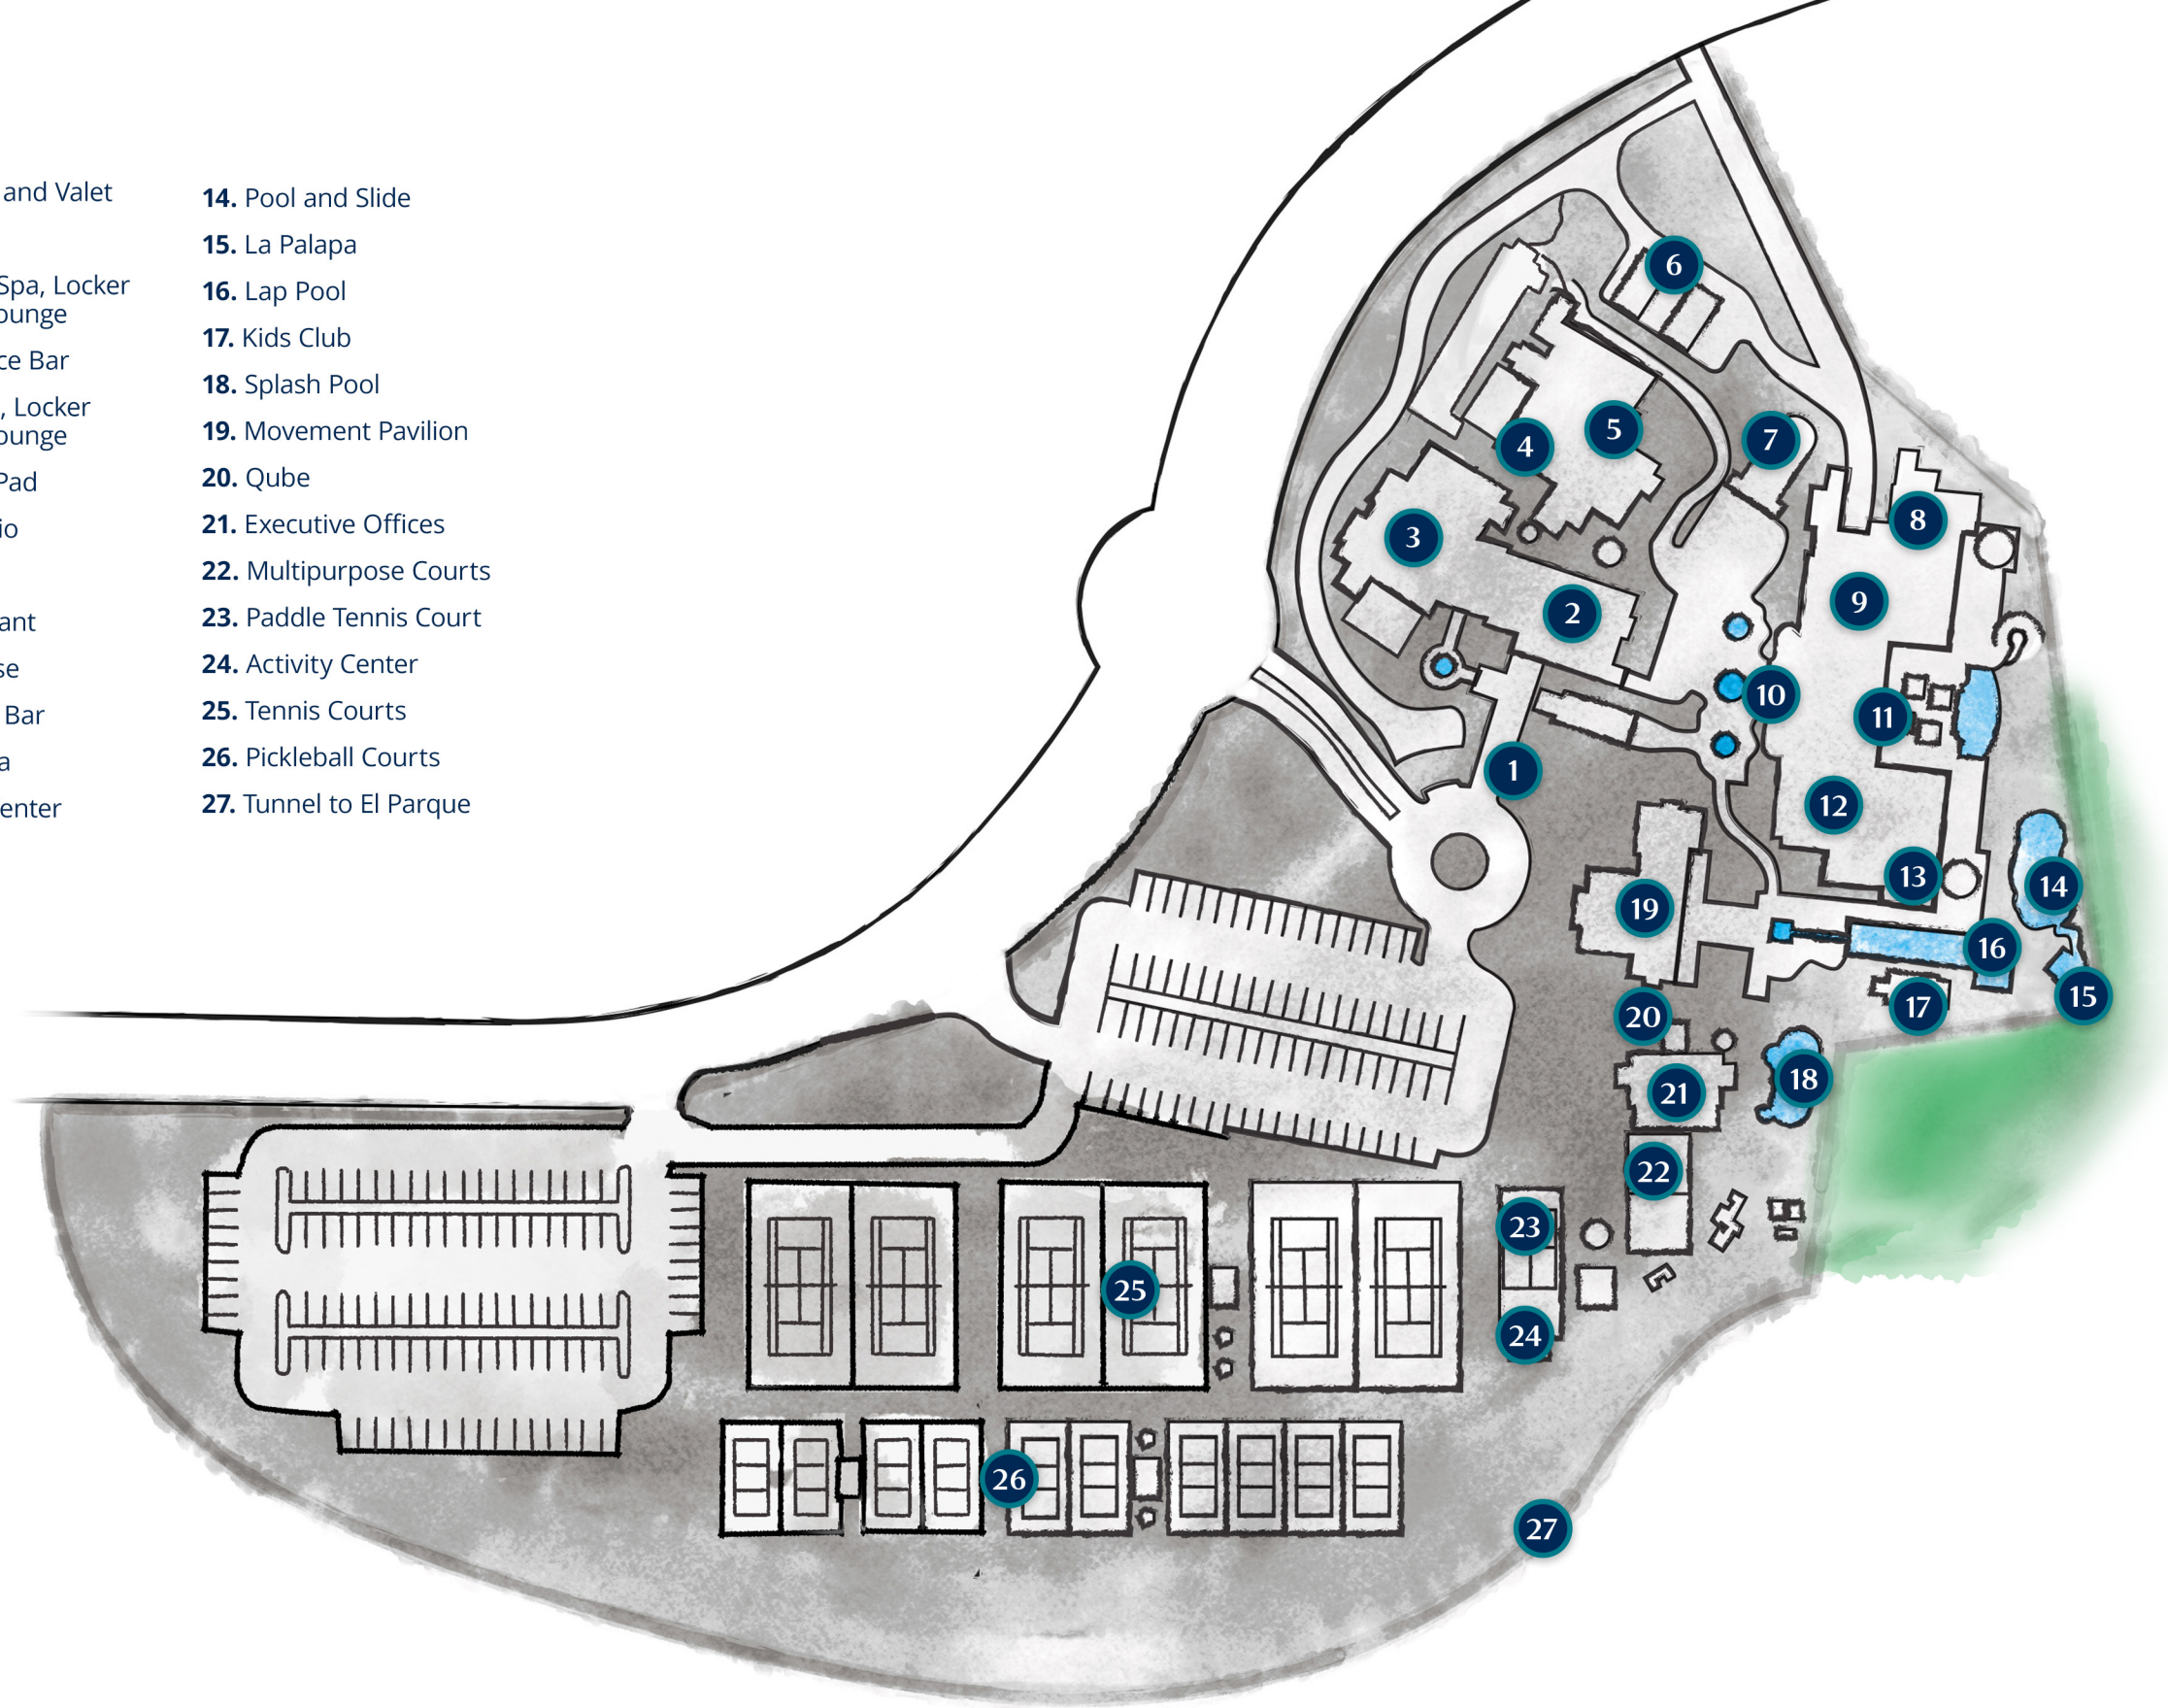 and Valet
Spa, Locker
ounge
ce Bar
, Locker
ounge
Pad
io
ant
se
Bar
a
enter
14. Pool and Slide
15. La Palapa
16. Lap Pool
17. Kids Club
18. Splash Pool
19. Movement Pavilion
20. Qube
21. Executive Offices
22. Multipurpose Courts
23. Paddle Tennis Court
24. Activity Center
25. Tennis Courts
26. Pickleball Courts
27. Tunnel to El Parque
6
5
7
4
8
3
9
2
10
11
1
12
13
14
19
16
15
17
20
18
21
22
23
25
24
26
27